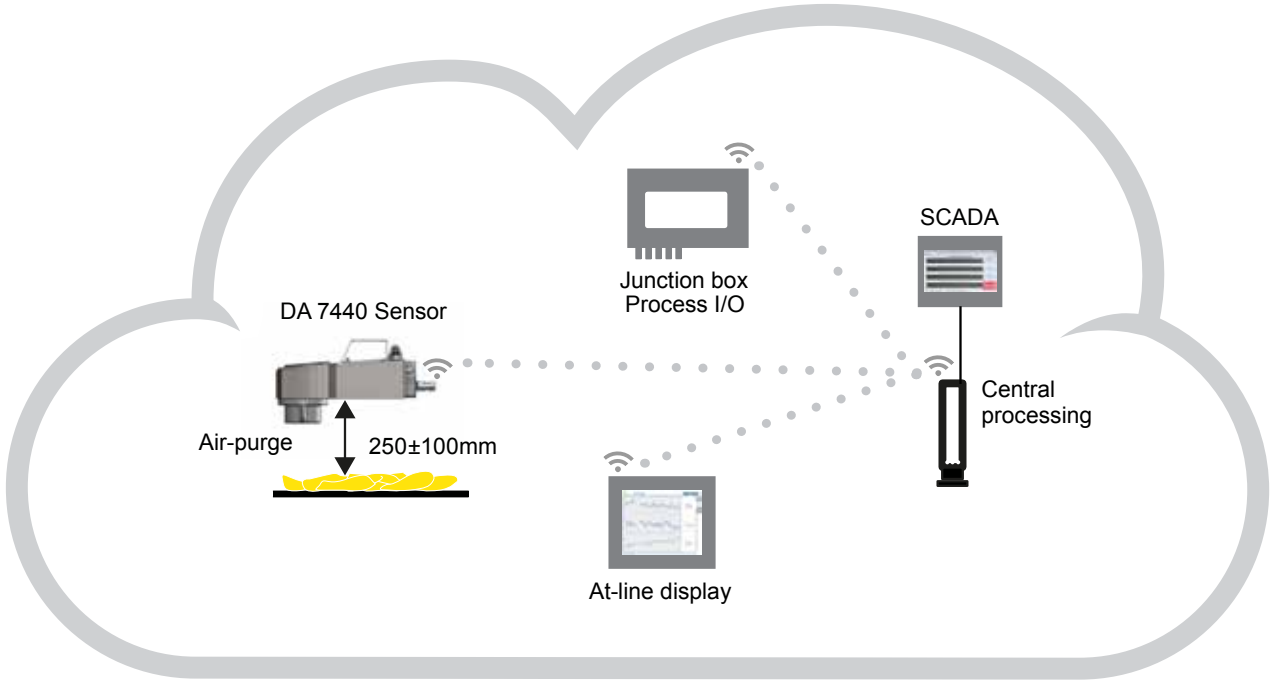 SCADA
Junction box
Process I/O
DA 7440 Sensor
Central
processing
Air-purge
250±100mm
At-line display